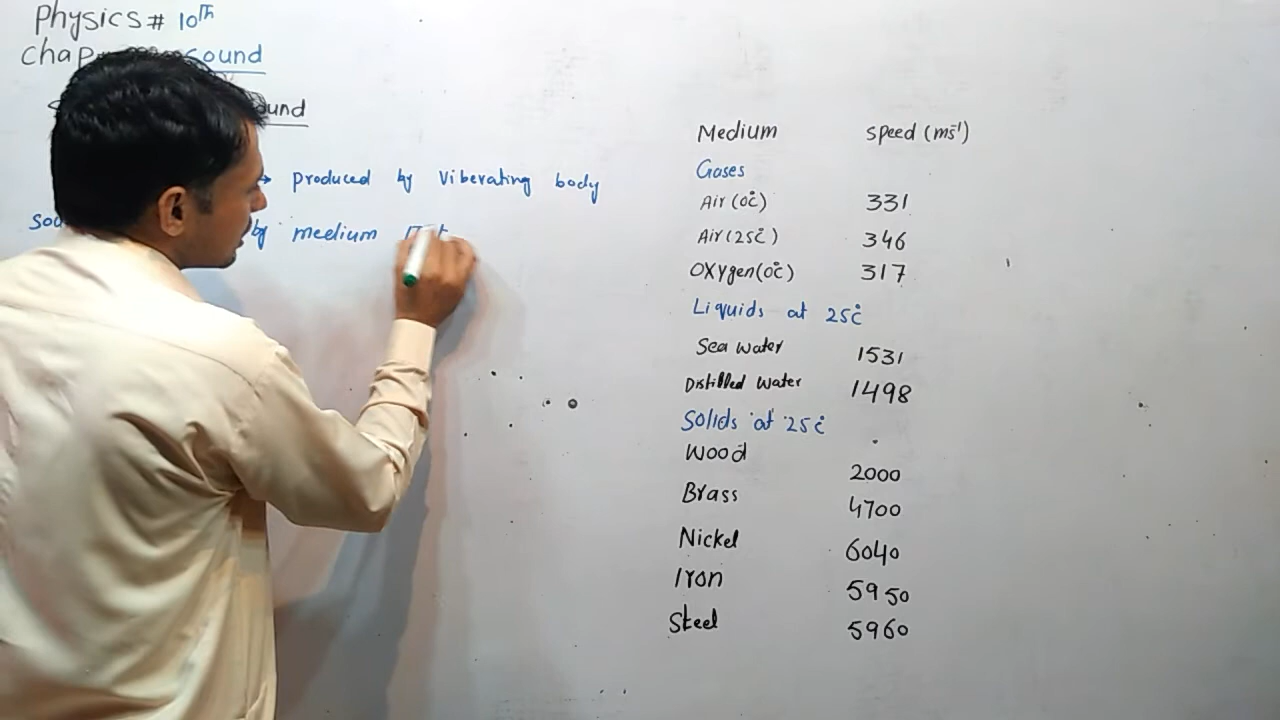 Physics # 10th
Chap sound
ound
→ produced by viberating body
Sou by medium
Medium speed (ms⁻¹)
Gases
Air (0°C) 331
Air (25°C) 346
Oxygen (0°C) 317
Liquids at 25°C
Sea water 1531
Distilled water 1498
Solids at 25°C
Wood 2000
Brass 4700
Nickel 6040
Iron 5950
Steel 5960